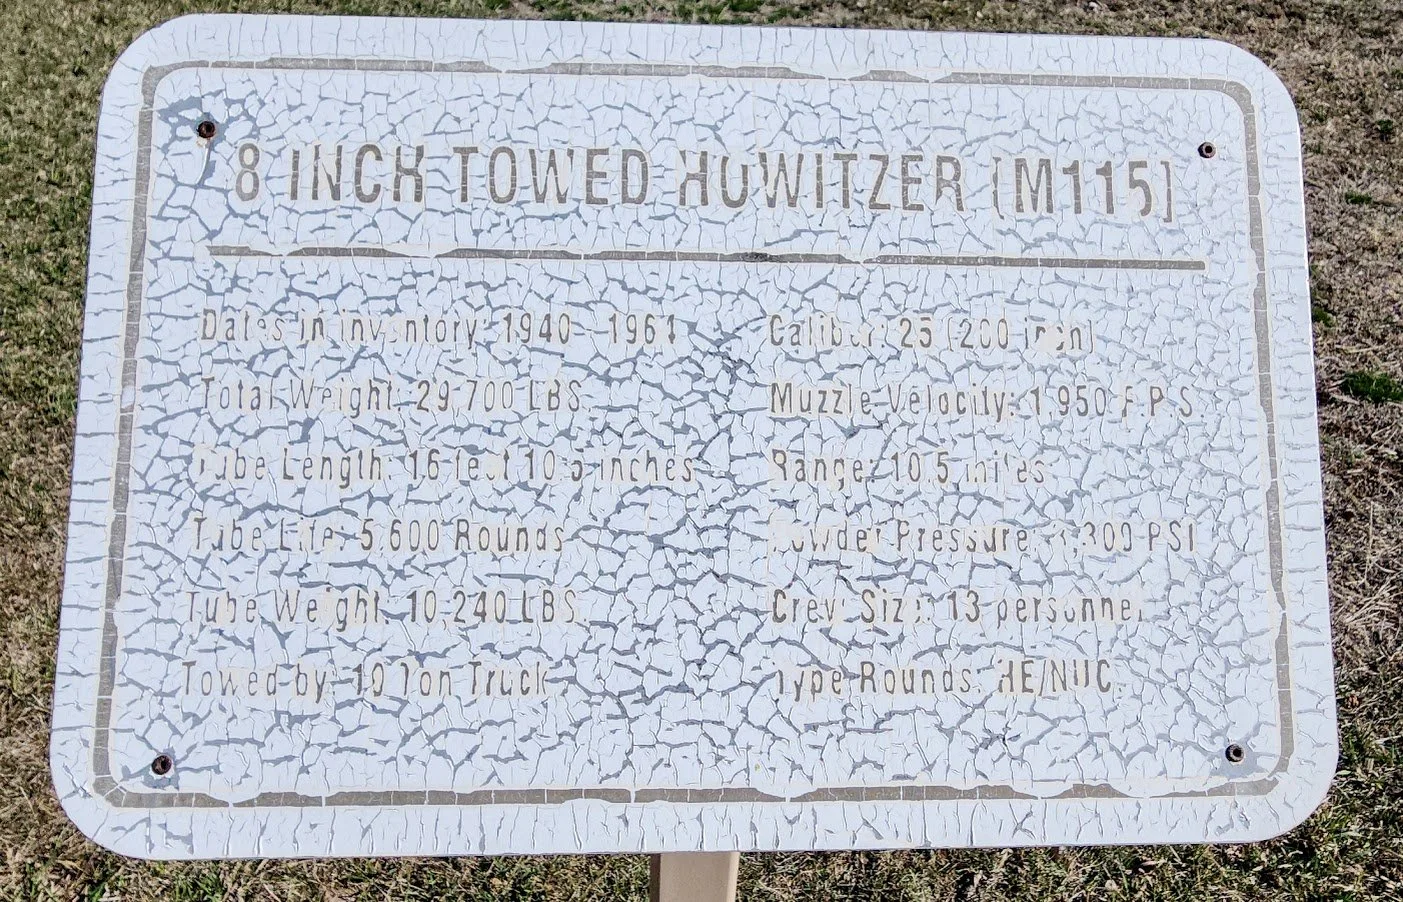 8 INCH TOWED HOWITZER [M115]
Dates in inventory: 1940 - 1964
Total Weight: 29,700 LBS.
Tube Length: 16 feet 10.5 inches
Tube Life: 5,600 Rounds
Tube Weight: 10,240 LBS.
Towed by: 10 Ton Truck
Caliber: 25 (200 inch)
Muzzle Velocity: 1,950 F.P.S.
Range: 10.5 miles
Powder Pressure: ,300 PSI
Crew Size: 13 personnel
Type Rounds: HE/NUC